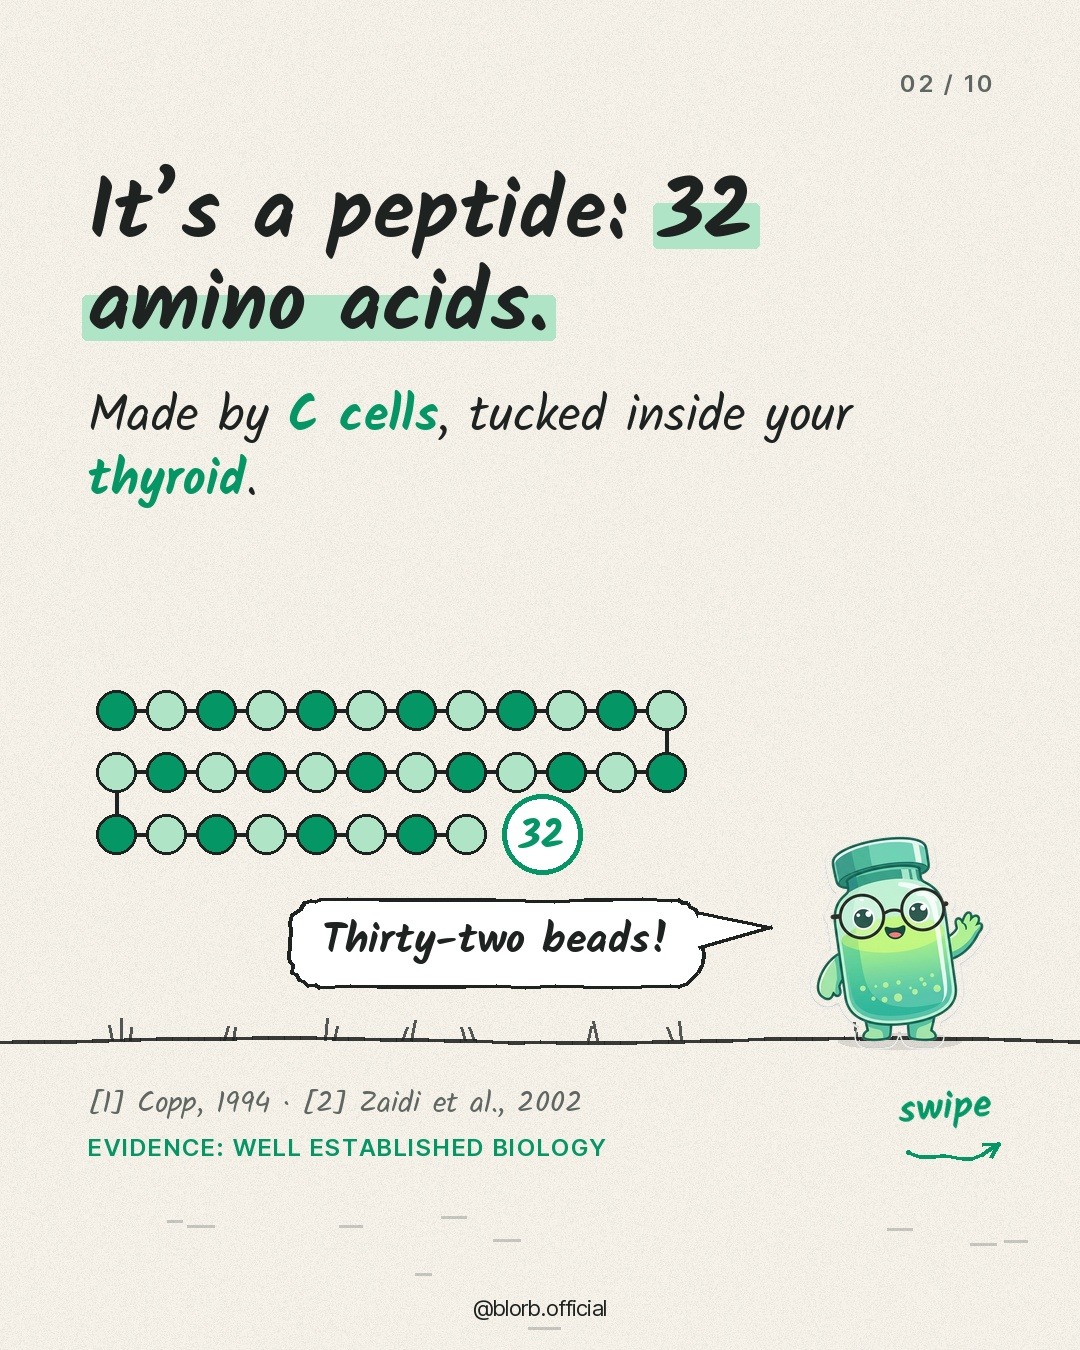 02 / 10
It’s a peptide: 32
amino acids.
Made by C cells, tucked inside your
thyroid.
32
Thirty-two beads!
[1] Copp, 1994 · [2] Zaidi et al., 2002
EVIDENCE: WELL ESTABLISHED BIOLOGY
swipe
@blorb.official